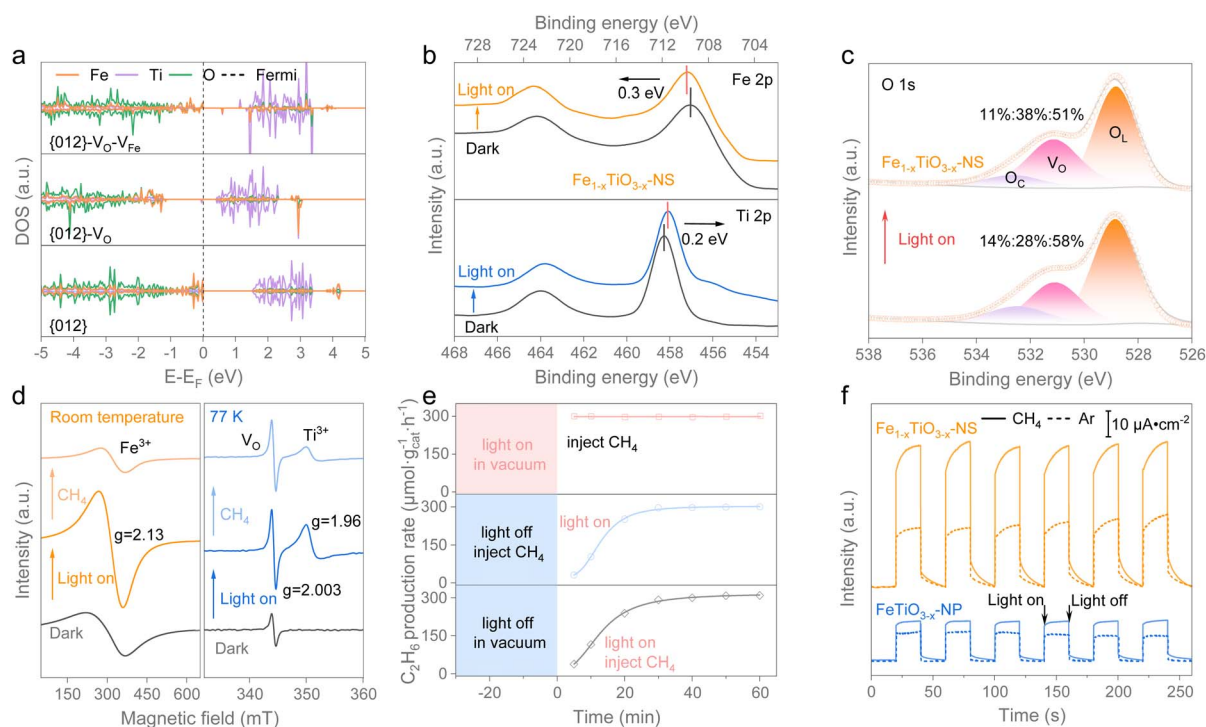 a
Fe Ti O Fermi
{012}-VO-VFe
{012}-VO
{012}
DOS (a.u.)
-5 -4 -3 -2 -1 0 1 2 3 4 5
E-EF (eV)
b
Binding energy (eV)
728 724 720 716 712 708 704
Light on
0.3 eV
Fe 2p
Dark
Fe1-xTiO3-x-NS
Ti 2p
0.2 eV
Light on
Dark
Intensity (a.u.)
468 464 460 456 452
Binding energy (eV)
c
O 1s
11%:38%:51%
OL
VO
OC
Fe1-xTiO3-x-NS
Light on
14%:28%:58%
Intensity (a.u.)
538 536 534 532 530 528 526
Binding energy (eV)
d
Room temperature
Fe3+
CH4
g=2.13
Light on
Dark
77 K
VO
Ti3+
CH4
g=1.96
g=2.003
Light on
Dark
Intensity (a.u.)
150 300 450 600
340 350 360
Magnetic field (mT)
e
C2H6 production rate (μmol·gcat-1·h-1)
300
150
0
light on
in vacuum
inject CH4
300
150
0
light off
inject CH4
light on
300
150
0
light off
in vacuum
light on
inject CH4
-20 0 20 40 60
Time (min)
f
CH4 Ar
10 μA•cm-2
Fe1-xTiO3-x-NS
Light on Light off
FeTiO3-x-NP
Intensity (a.u.)
0 50 100 150 200 250
Time (s)